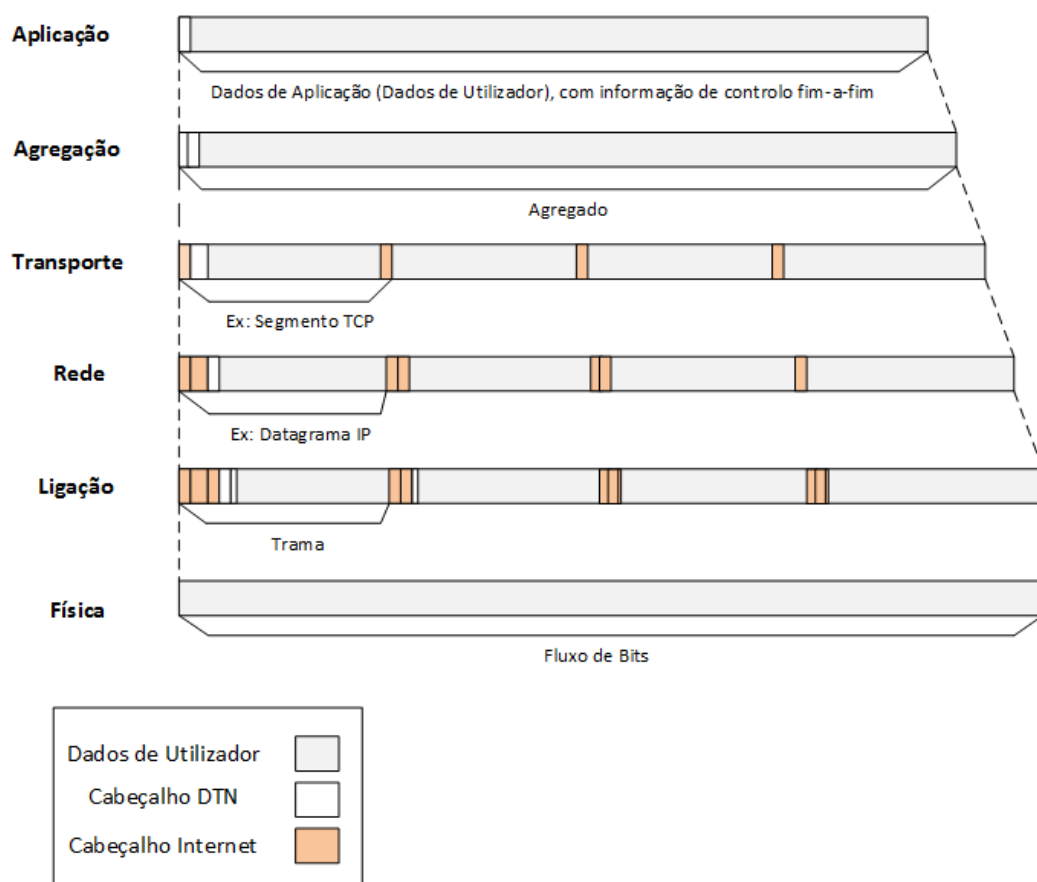 Aplicação
Dados de Aplicação (Dados de Utilizador), com informação de controlo fim-a-fim
Agregação
Agregado
Transporte
Ex: Segmento TCP
Rede
Ex: Datagrama IP
Ligação
Trama
Física
Fluxo de Bits
Dados de Utilizador
Cabeçalho DTN
Cabeçalho Internet